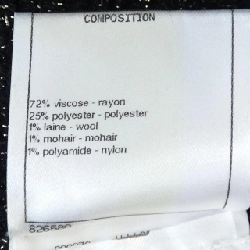 COMPOSITION
72% viscose - rayon
25% polyester - polyester
1% laine - wool
1% mohair - mohair
1% polyamide - nylon